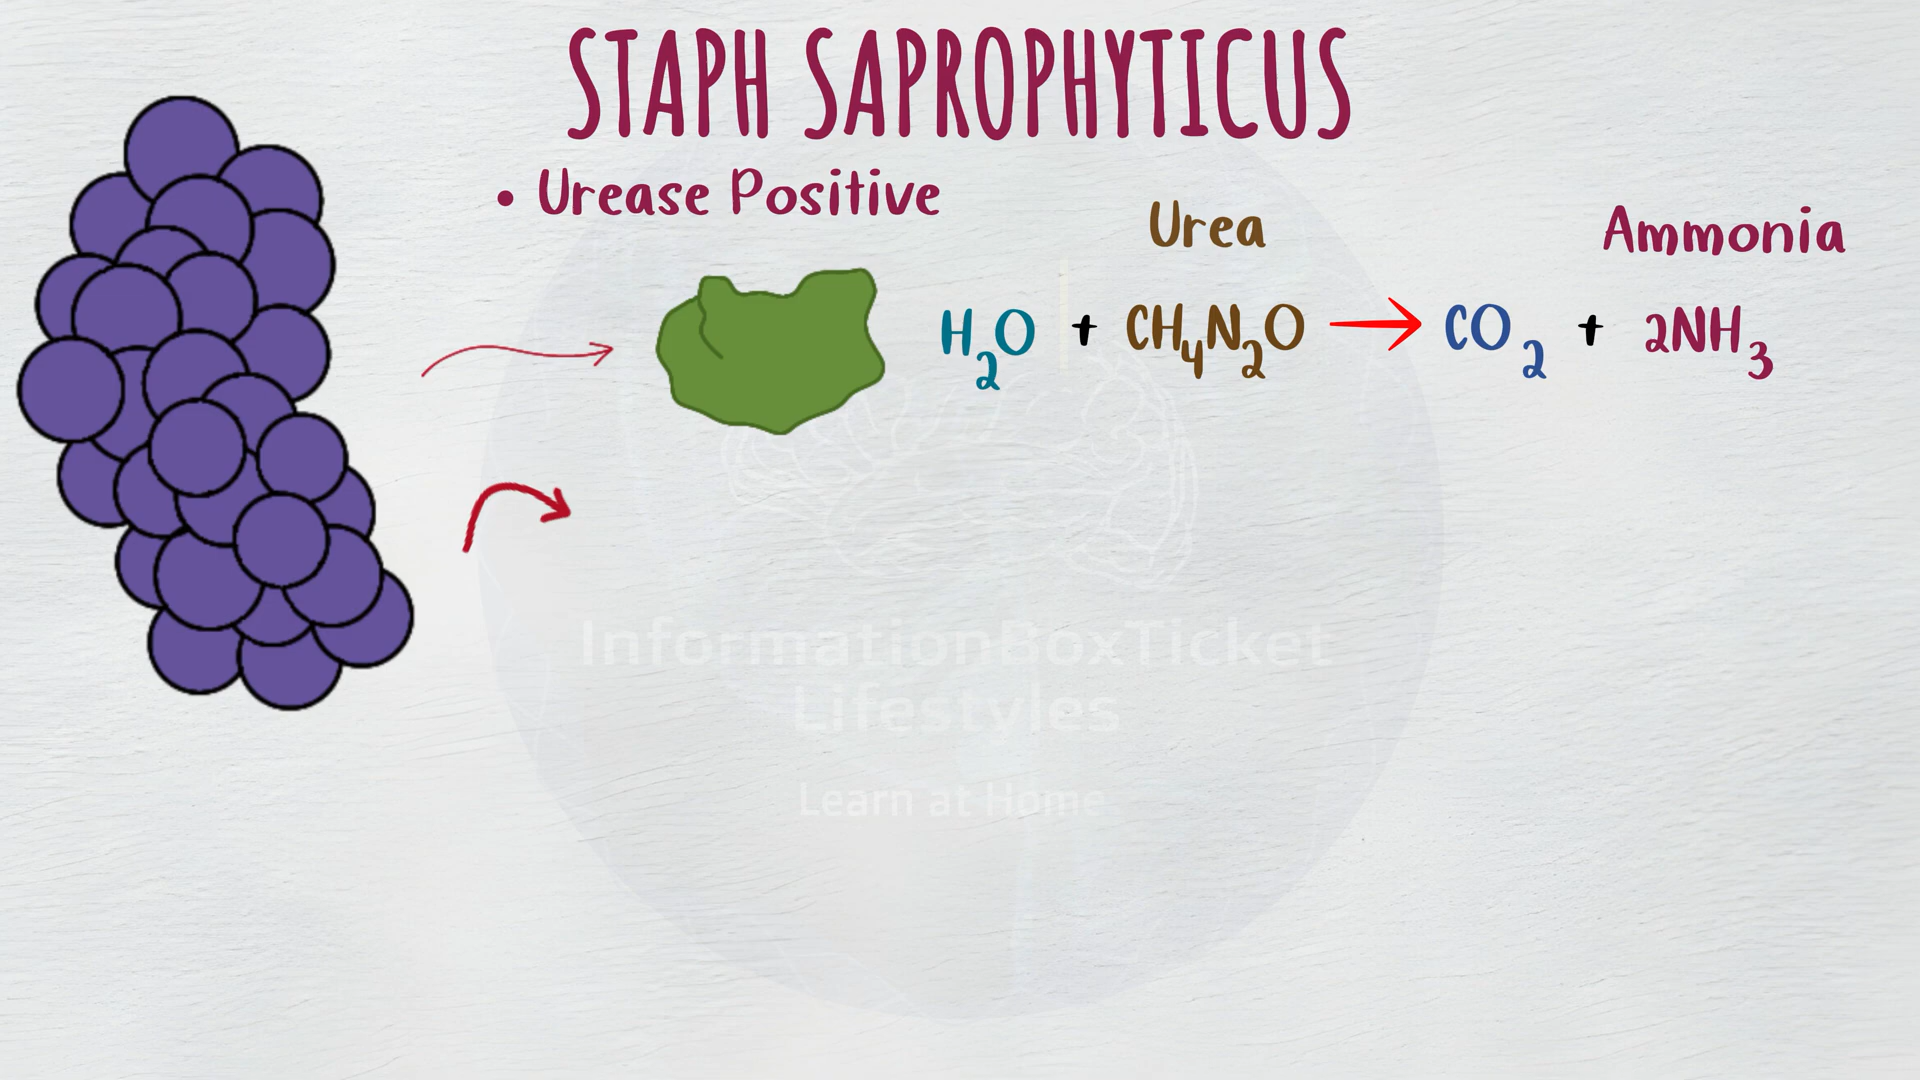 STAPH SAPROPHYTICUS
• Urease Positive
Urea
Ammonia
H2O + CH4N2O → CO2 + 2NH3
InformationBoxTicket
Lifestyles
Learn at Home